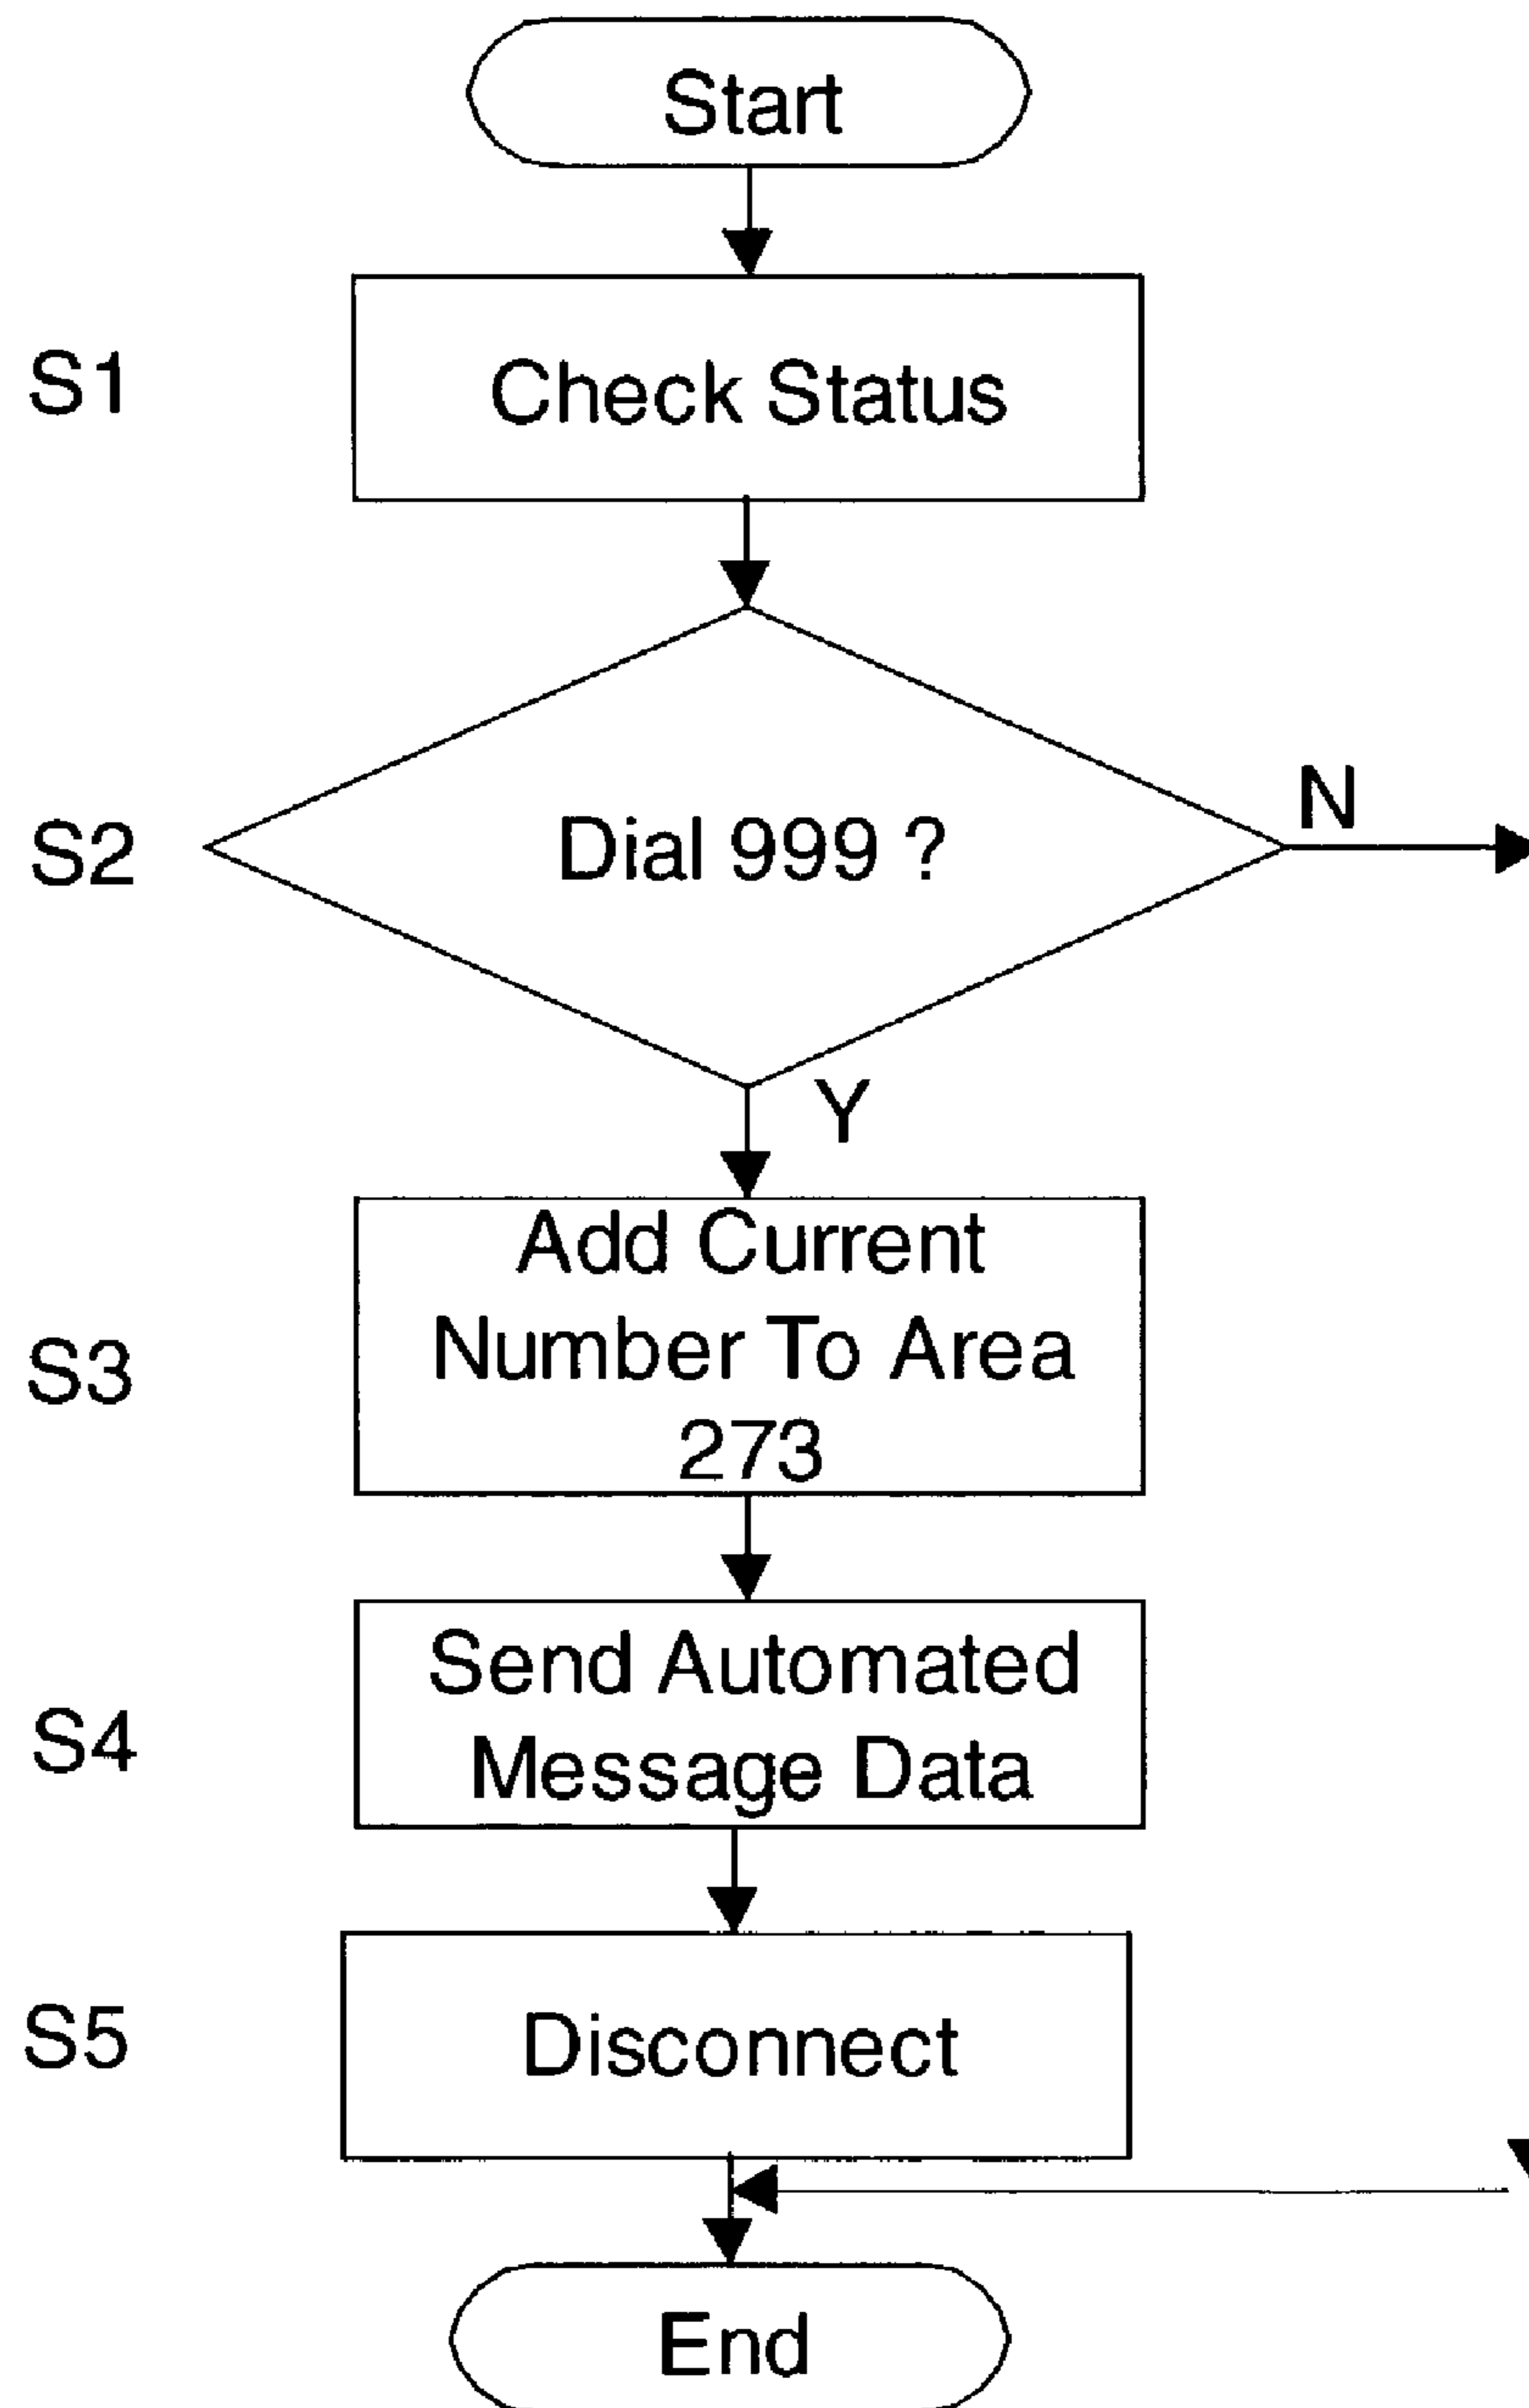 Start
S1
Check Status
S2
Dial 999 ?
N
Y
S3
Add Current
Number To Area
273
S4
Send Automated
Message Data
S5
Disconnect
End